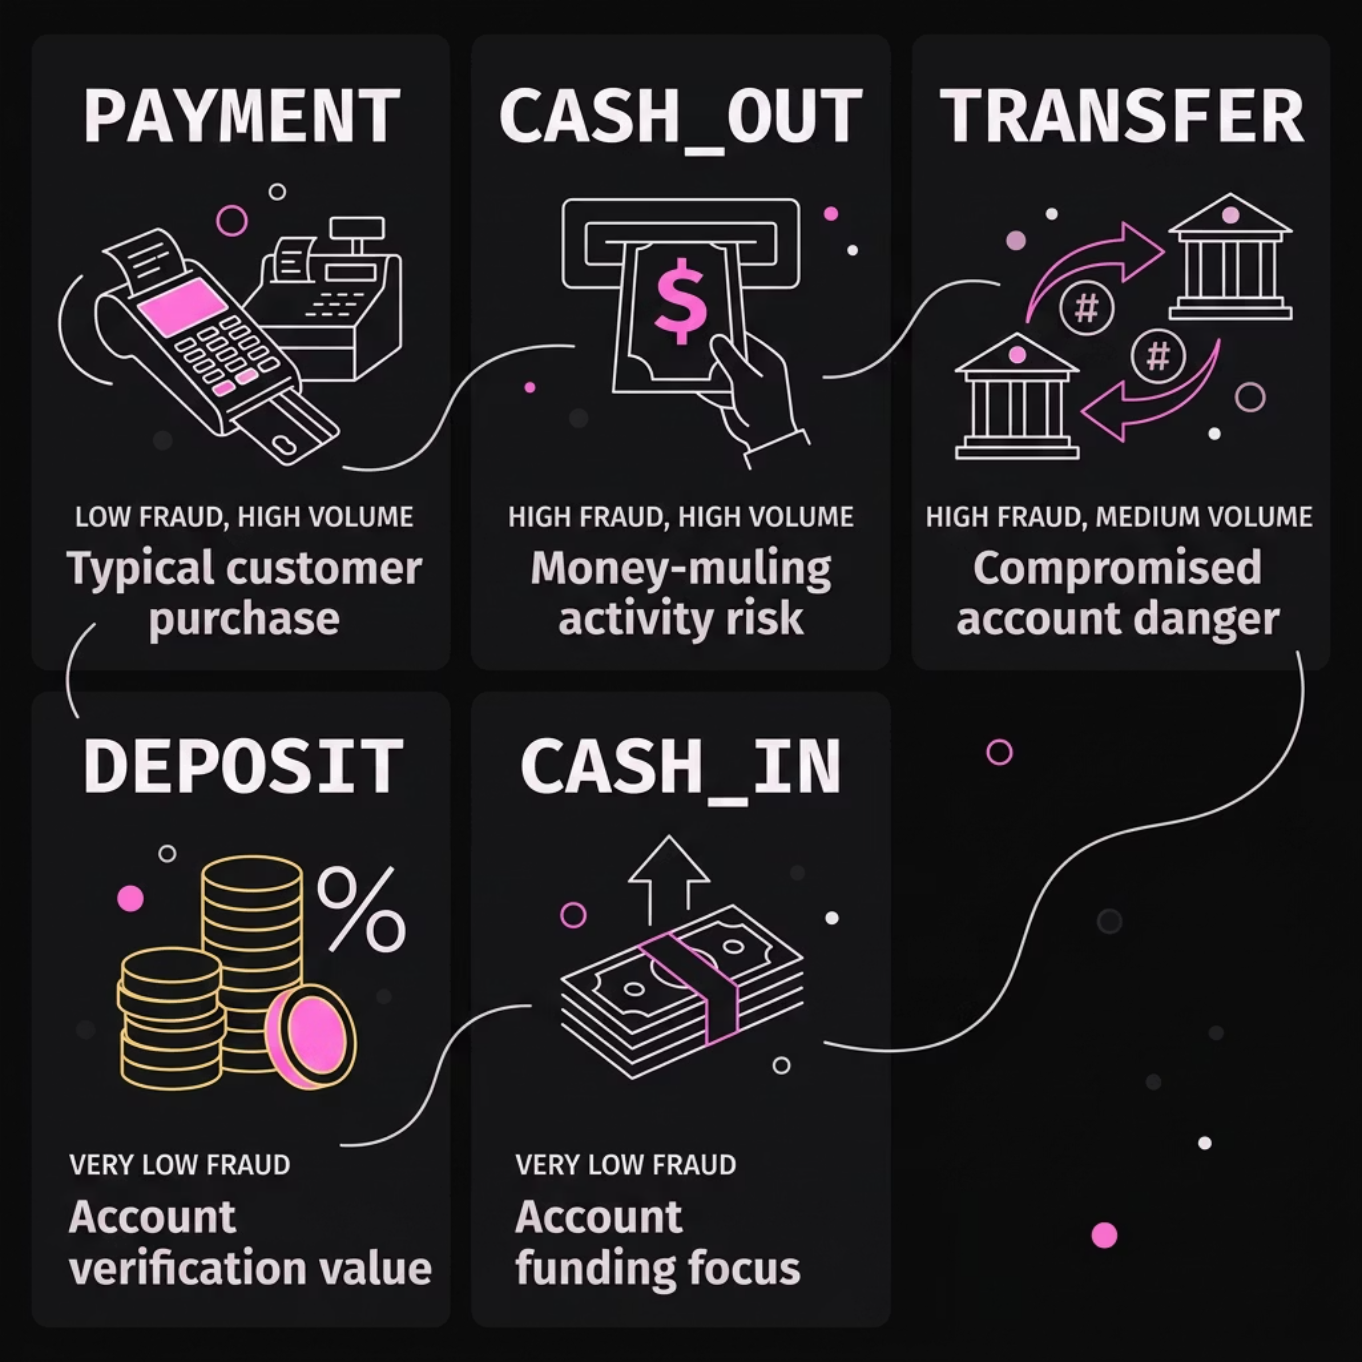 PAYMENT
LOW FRAUD, HIGH VOLUME
Typical customer
purchase
CASH_OUT
$
HIGH FRAUD, HIGH VOLUME
Money-muling
activity risk
TRANSFER
#
#
HIGH FRAUD, MEDIUM VOLUME
Compromised
account danger
DEPOSIT
%
VERY LOW FRAUD
Account
verification value
CASH_IN
VERY LOW FRAUD
Account
funding focus